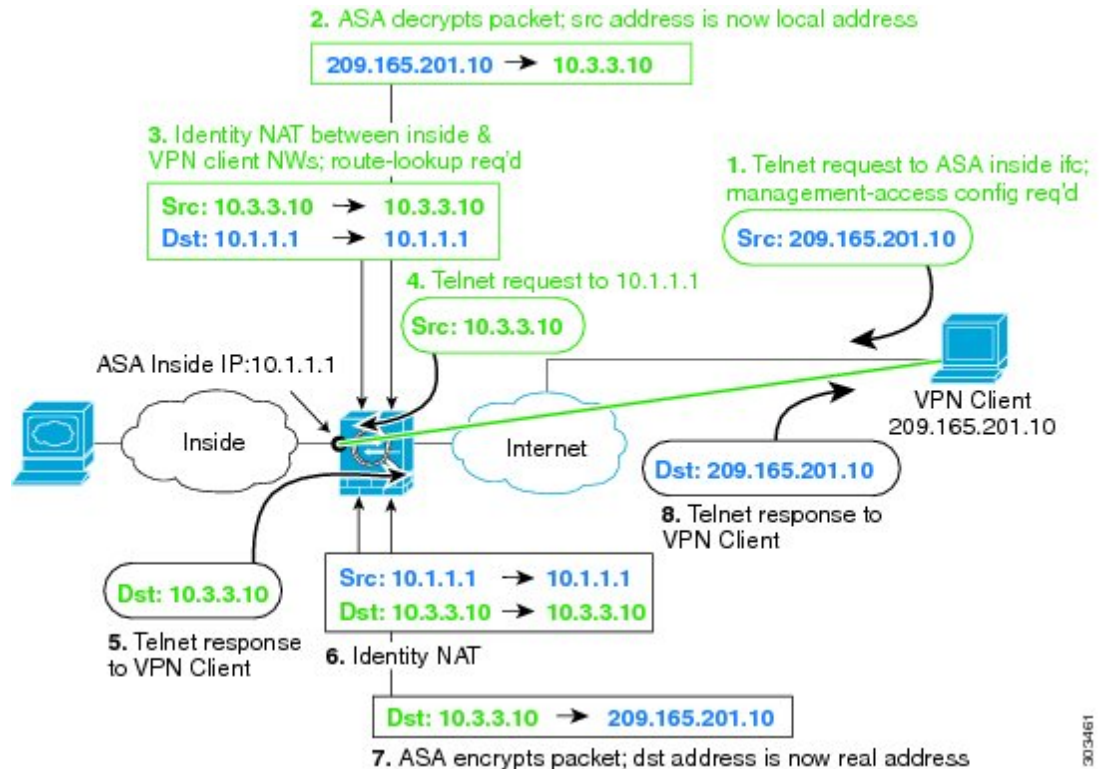 2. ASA decrypts packet; src address is now local address
209.165.201.10 → 10.3.3.10
3. Identity NAT between inside &
VPN client NWs; route-lookup req'd
Src: 10.3.3.10 → 10.3.3.10
Dst: 10.1.1.1 → 10.1.1.1
1. Telnet request to ASA inside ifc;
management-access config req'd
Src: 209.165.201.10
4. Telnet request to 10.1.1.1
Src: 10.3.3.10
ASA Inside IP:10.1.1.1
Inside
Internet
VPN Client
209.165.201.10
Dst: 209.165.201.10
8. Telnet response to
VPN Client
Dst: 10.3.3.10
5. Telnet response
to VPN Client
Src: 10.1.1.1 → 10.1.1.1
Dst: 10.3.3.10 → 10.3.3.10
6. Identity NAT
Dst: 10.3.3.10 → 209.165.201.10
7. ASA encrypts packet; dst address is now real address
303461